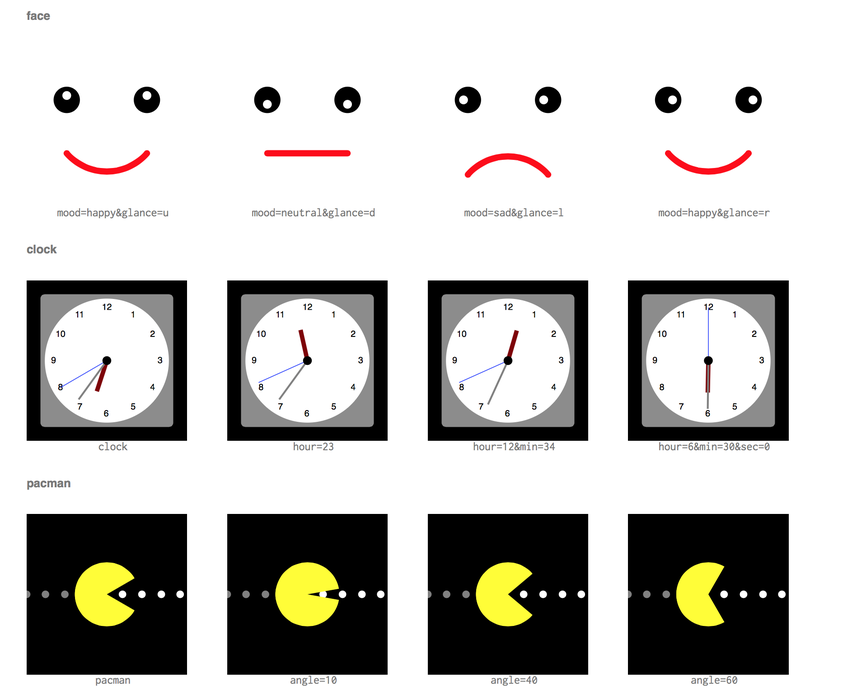 face
mood=happy&glance=u
mood=neutral&glance=d
mood=sad&glance=l
mood=happy&glance=r
clock
12
11 1
10 2
9 3
8 4
7 5
6
12
11 1
10 2
9 3
8 4
7 5
6
12
11 1
10 2
9 3
8 4
7 5
6
12
11 1
10 2
9 3
8 4
7 5
6
clock
hour=23
hour=12&min=34
hour=6&min=30&sec=0
pacman
pacman
angle=10
angle=40
angle=60